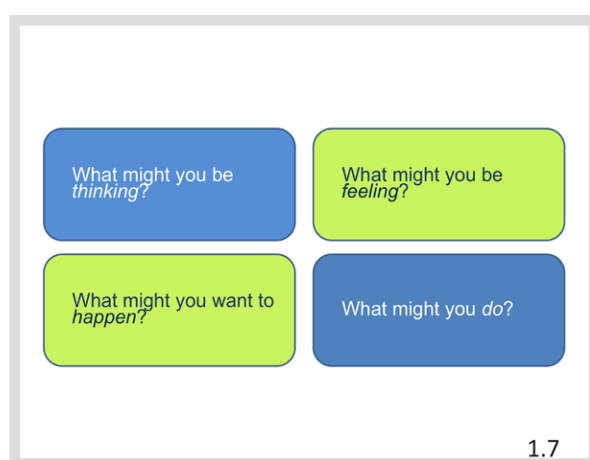 What might you be
thinking?
What might you be
feeling?
What might you want to
happen?
What might you do?
1.7